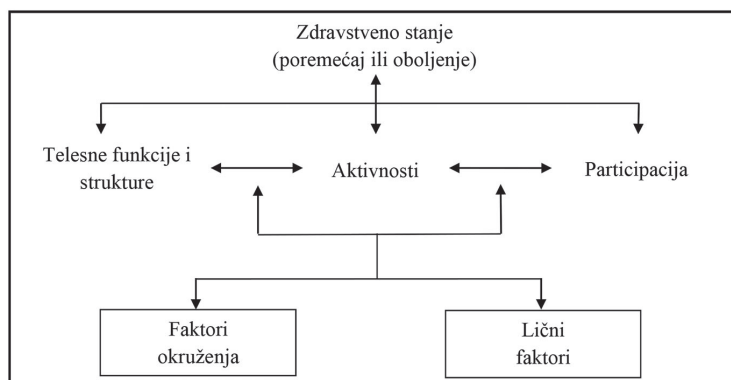 Zdravstveno stanje
(poremećaj ili oboljenje)
Telesne funkcije i
strukture
Aktivnosti
Participacija
Faktori
okruženja
Lični
faktori